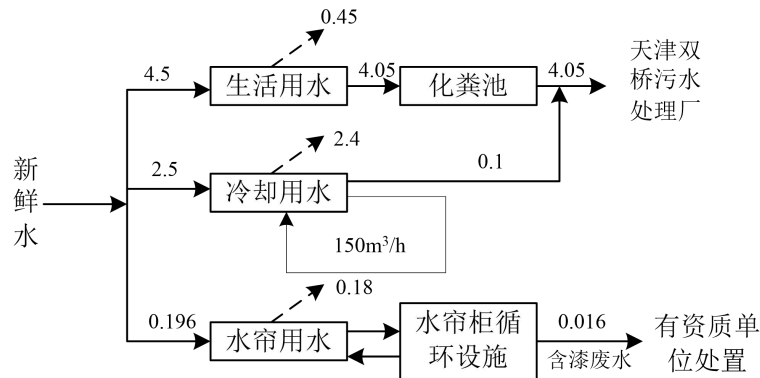 0.45
4.5
生活用水
4.05
化粪池
4.05
天津双
桥污水
处理厂
2.4
新
鲜
水
2.5
冷却用水
0.1
150m³/h
0.18
0.196
水帘用水
水帘柜循
环设施
0.016
含漆废水
有资质单
位处置